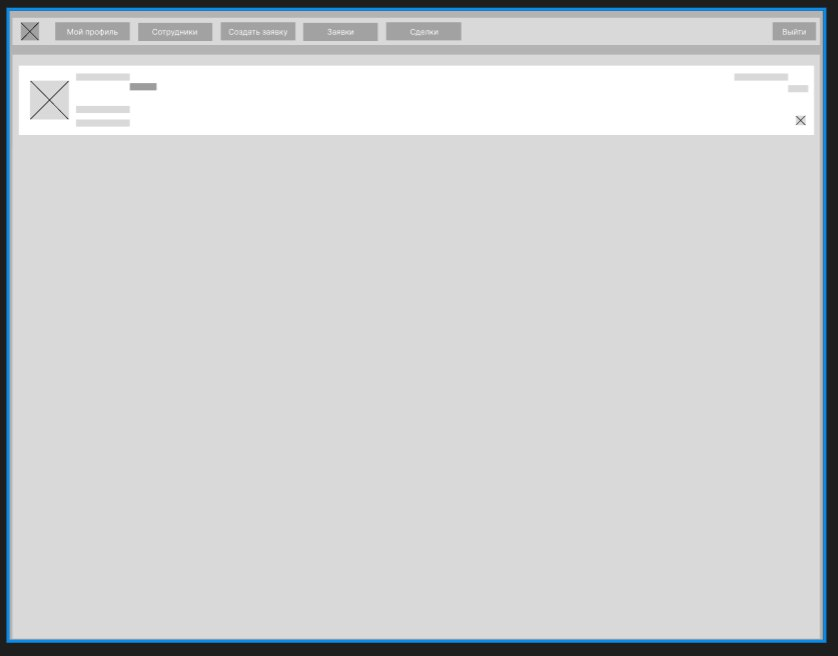 Мой профиль
Сотрудники
Создать заявку
Заявки
Сделки
Выйти